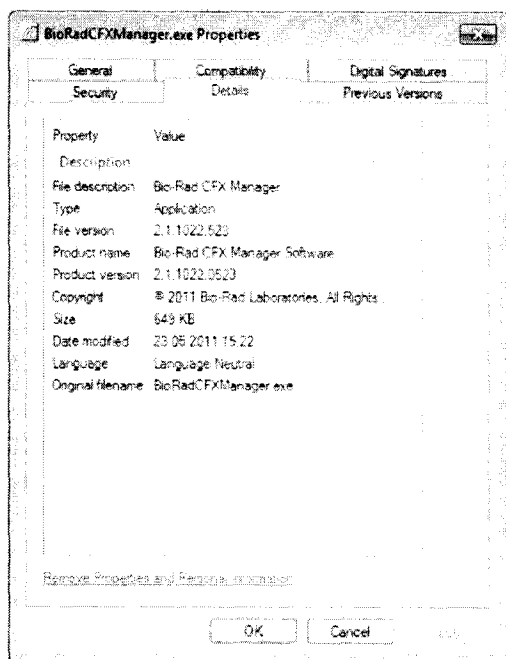 BioRadCFXManager.exe Properties
General Compatibility Digital Signatures
Security Details Previous Versions
Property Value
Description
File description Bio-Rad CFX Manager
Type Application
File version 2.1.1022.523
Product name Bio-Rad CFX Manager Software
Product version 2.1.1022.0523
Copyright © 2011 Bio-Rad Laboratories, All Rights
Size 649 KB
Date modified 2011 15:22
Language Language Neutral
Original filename BioRadCFXManager.exe
Remove Properties and Personal Information
OK Cancel